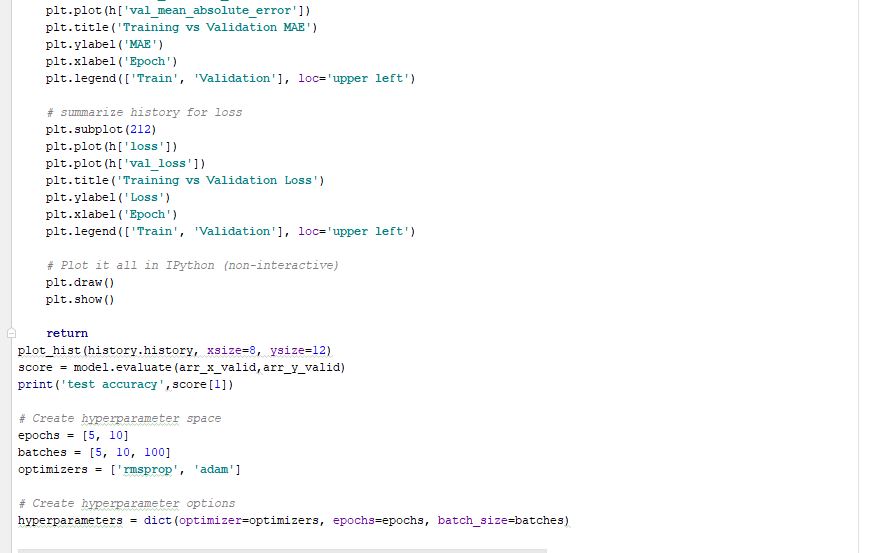 plt.plot(h['val_mean_absolute_error'])
plt.title('Training vs Validation MAE')
plt.ylabel('MAE')
plt.xlabel('Epoch')
plt.legend(['Train', 'Validation'], loc='upper left')
# summarize history for loss
plt.subplot(212)
plt.plot(h['loss'])
plt.plot(h['val_loss'])
plt.title('Training vs Validation Loss')
plt.ylabel('Loss')
plt.xlabel('Epoch')
plt.legend(['Train', 'Validation'], loc='upper left')
# Plot it all in IPython (non-interactive)
plt.draw()
plt.show()
return
plot_hist(history.history, xsize=8, ysize=12)
score = model.evaluate(arr_x_valid,arr_y_valid)
print('test accuracy',score[1])
# Create hyperparameter space
epochs = [5, 10]
batches = [5, 10, 100]
optimizers = ['rmsprop', 'adam']
# Create hyperparameter options
hyperparameters = dict(optimizer=optimizers, epochs=epochs, batch_size=batches)